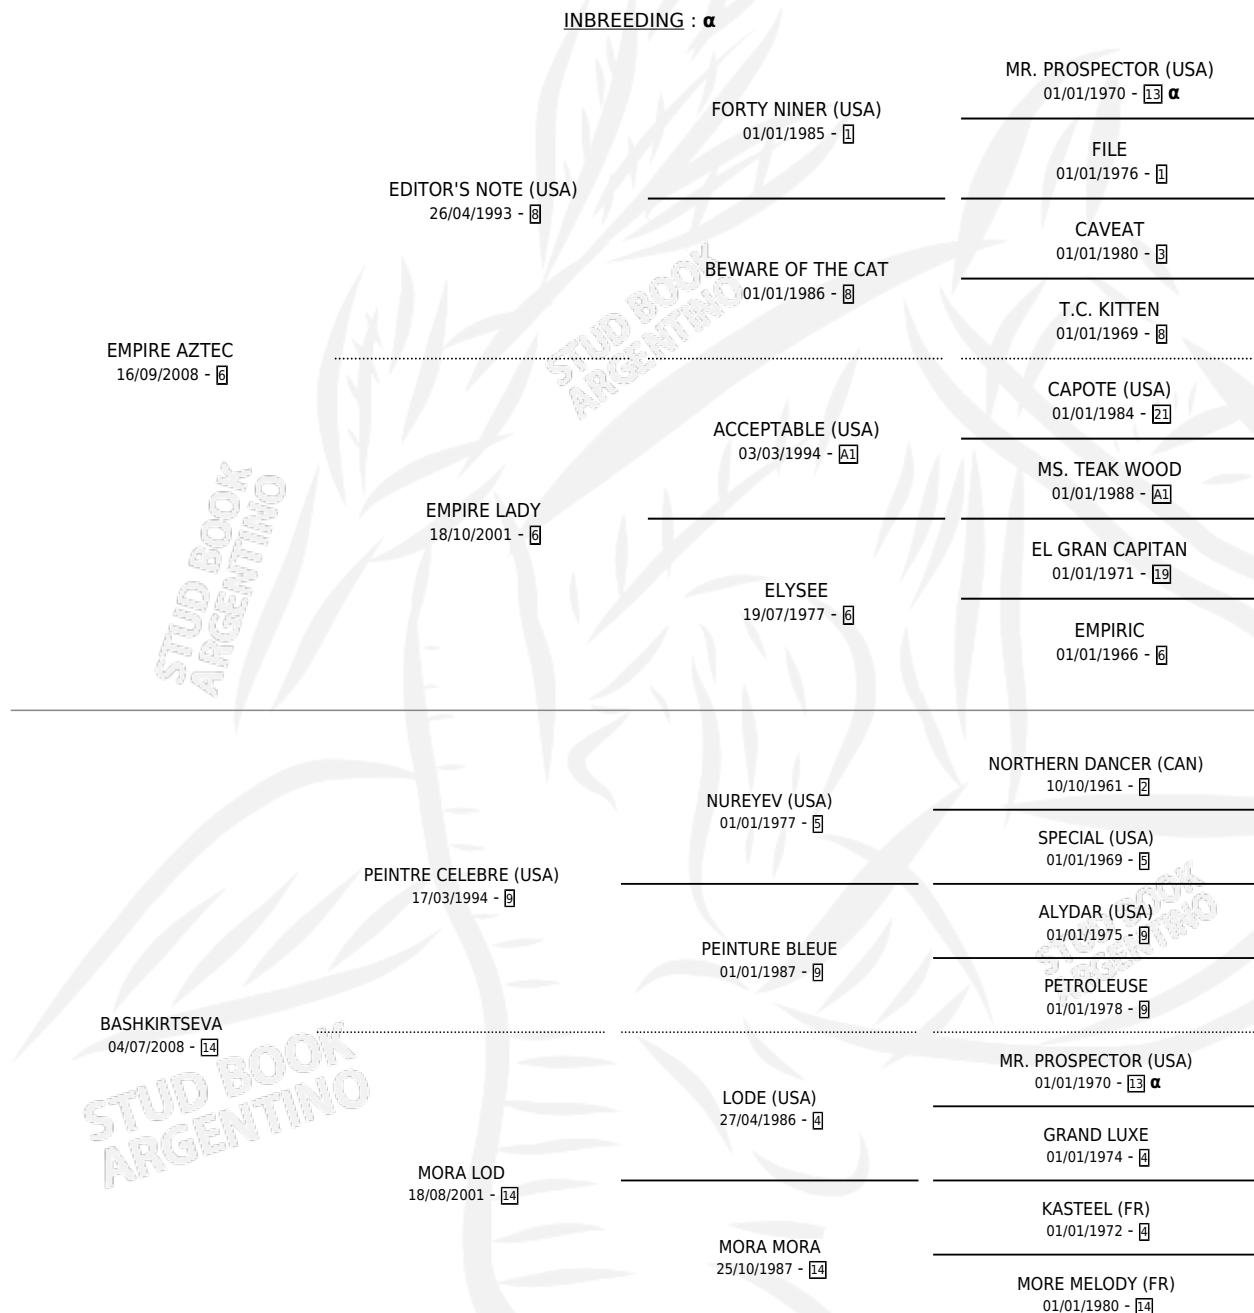 INBREEDING : α
MR. PROSPECTOR (USA)
01/01/1970 - 13 α
FORTY NINER (USA)
01/01/1985 - 1
FILE
01/01/1976 - 1
EDITOR'S NOTE (USA)
26/04/1993 - 8
CAVEAT
01/01/1980 - 3
BEWARE OF THE CAT
01/01/1986 - 8
T.C. KITTEN
01/01/1969 - 8
EMPIRE AZTEC
16/09/2008 - 6
CAPOTE (USA)
01/01/1984 - 21
ACCEPTABLE (USA)
03/03/1994 - A1
MS. TEAK WOOD
01/01/1988 - A1
EMPIRE LADY
18/10/2001 - 6
EL GRAN CAPITAN
01/01/1971 - 19
ELYSEE
19/07/1977 - 6
EMPIRIC
01/01/1966 - 6
NORTHERN DANCER (CAN)
10/10/1961 - 2
NUREYEV (USA)
01/01/1977 - 5
SPECIAL (USA)
01/01/1969 - 5
PEINTRE CELEBRE (USA)
17/03/1994 - 9
ALYDAR (USA)
01/01/1975 - 9
PEINTURE BLEUE
01/01/1987 - 9
PETROLEUSE
01/01/1978 - 9
BASHKIRTSEVA
04/07/2008 - 14
MR. PROSPECTOR (USA)
01/01/1970 - 13 α
LODE (USA)
27/04/1986 - 4
GRAND LUXE
01/01/1974 - 4
MORA LOD
18/08/2001 - 14
KASTEEL (FR)
01/01/1972 - 4
MORA MORA
25/10/1987 - 14
MORE MELODY (FR)
01/01/1980 - 14
STUD BOOK
ARGENTINO
STUD BOOK
ARGENTINO
STUD BOOK
ARGENTINO
STUD BOOK
ARGENTINO